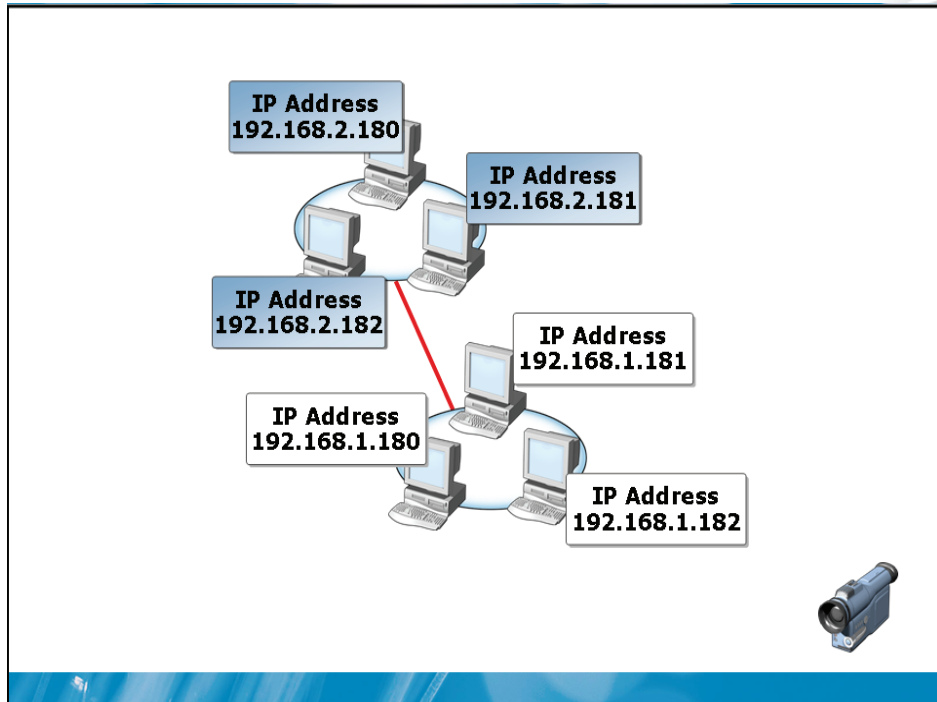 IP Address
192.168.2.180
IP Address
192.168.2.181
IP Address
192.168.2.182
IP Address
192.168.1.181
IP Address
192.168.1.180
IP Address
192.168.1.182